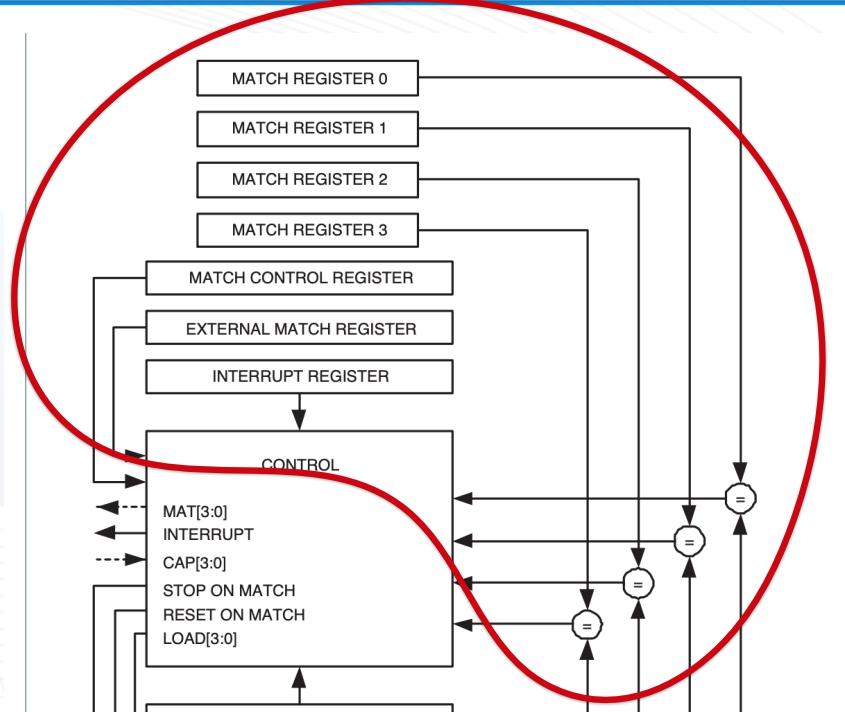 MATCH REGISTER 0
MATCH REGISTER 1
MATCH REGISTER 2
MATCH REGISTER 3
MATCH CONTROL REGISTER
EXTERNAL MATCH REGISTER
INTERRUPT REGISTER
CONTROL
MAT[3:0]
INTERRUPT
CAP[3:0]
STOP ON MATCH
RESET ON MATCH
LOAD[3:0]
=
=
=
=